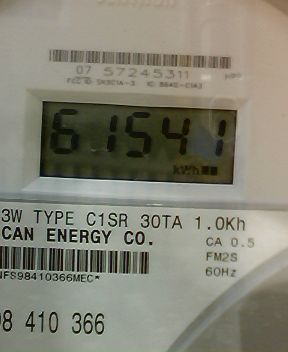 07 57245311
61541
kWh
3W TYPE C1SR 30TA 1.0Kh
CAN ENERGY CO.
CA 0.5
FM2S
NFS98410366MEC*
60Hz
98 410 366